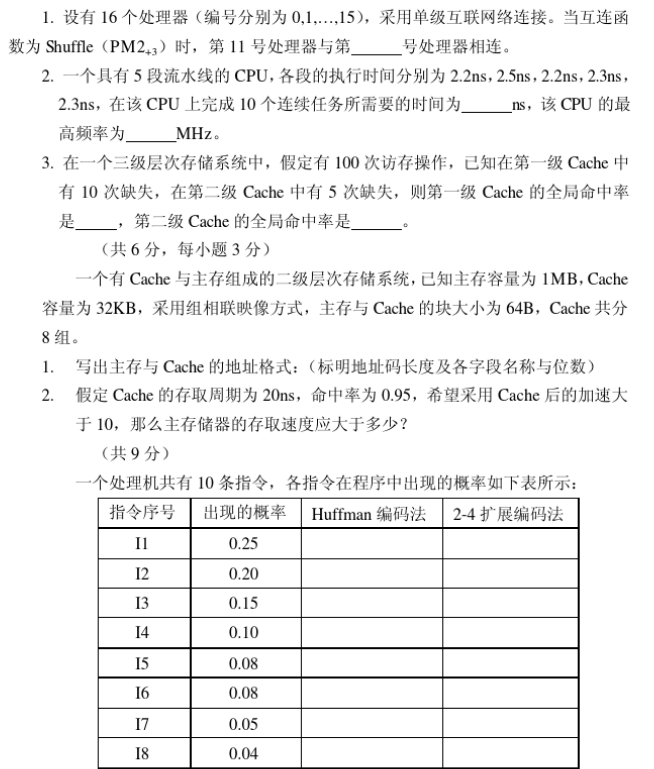 1. 设有 16 个处理器（编号分别为 0,1,…,15），采用单级互联网络连接。当互连函
数为 Shuffle（PM2+3）时，第 11 号处理器与第______号处理器相连。
2. 一个具有 5 段流水线的 CPU，各段的执行时间分别为 2.2ns，2.5ns，2.2ns，2.3ns，
2.3ns，在该 CPU 上完成 10 个连续任务所需要的时间为______ns，该 CPU 的最
高频率为______MHz。
3. 在一个三级层次存储系统中，假定有 100 次访存操作，已知在第一级 Cache 中
有 10 次缺失，在第二级 Cache 中有 5 次缺失，则第一级 Cache 的全局命中率
是_____，第二级 Cache 的全局命中率是______。
（共 6 分，每小题 3 分）
一个有 Cache 与主存组成的二级层次存储系统，已知主存容量为 1MB，Cache
容量为 32KB，采用组相联映像方式，主存与 Cache 的块大小为 64B，Cache 共分
8 组。
1. 写出主存与 Cache 的地址格式：（标明地址码长度及各字段名称与位数）
2. 假定 Cache 的存取周期为 20ns，命中率为 0.95，希望采用 Cache 后的加速大
于 10，那么主存储器的存取速度应大于多少？
（共 9 分）
一个处理机共有 10 条指令，各指令在程序中出现的概率如下表所示：
指令序号 出现的概率 Huffman 编码法 2-4 扩展编码法
I1 0.25
I2 0.20
I3 0.15
I4 0.10
I5 0.08
I6 0.08
I7 0.05
I8 0.04